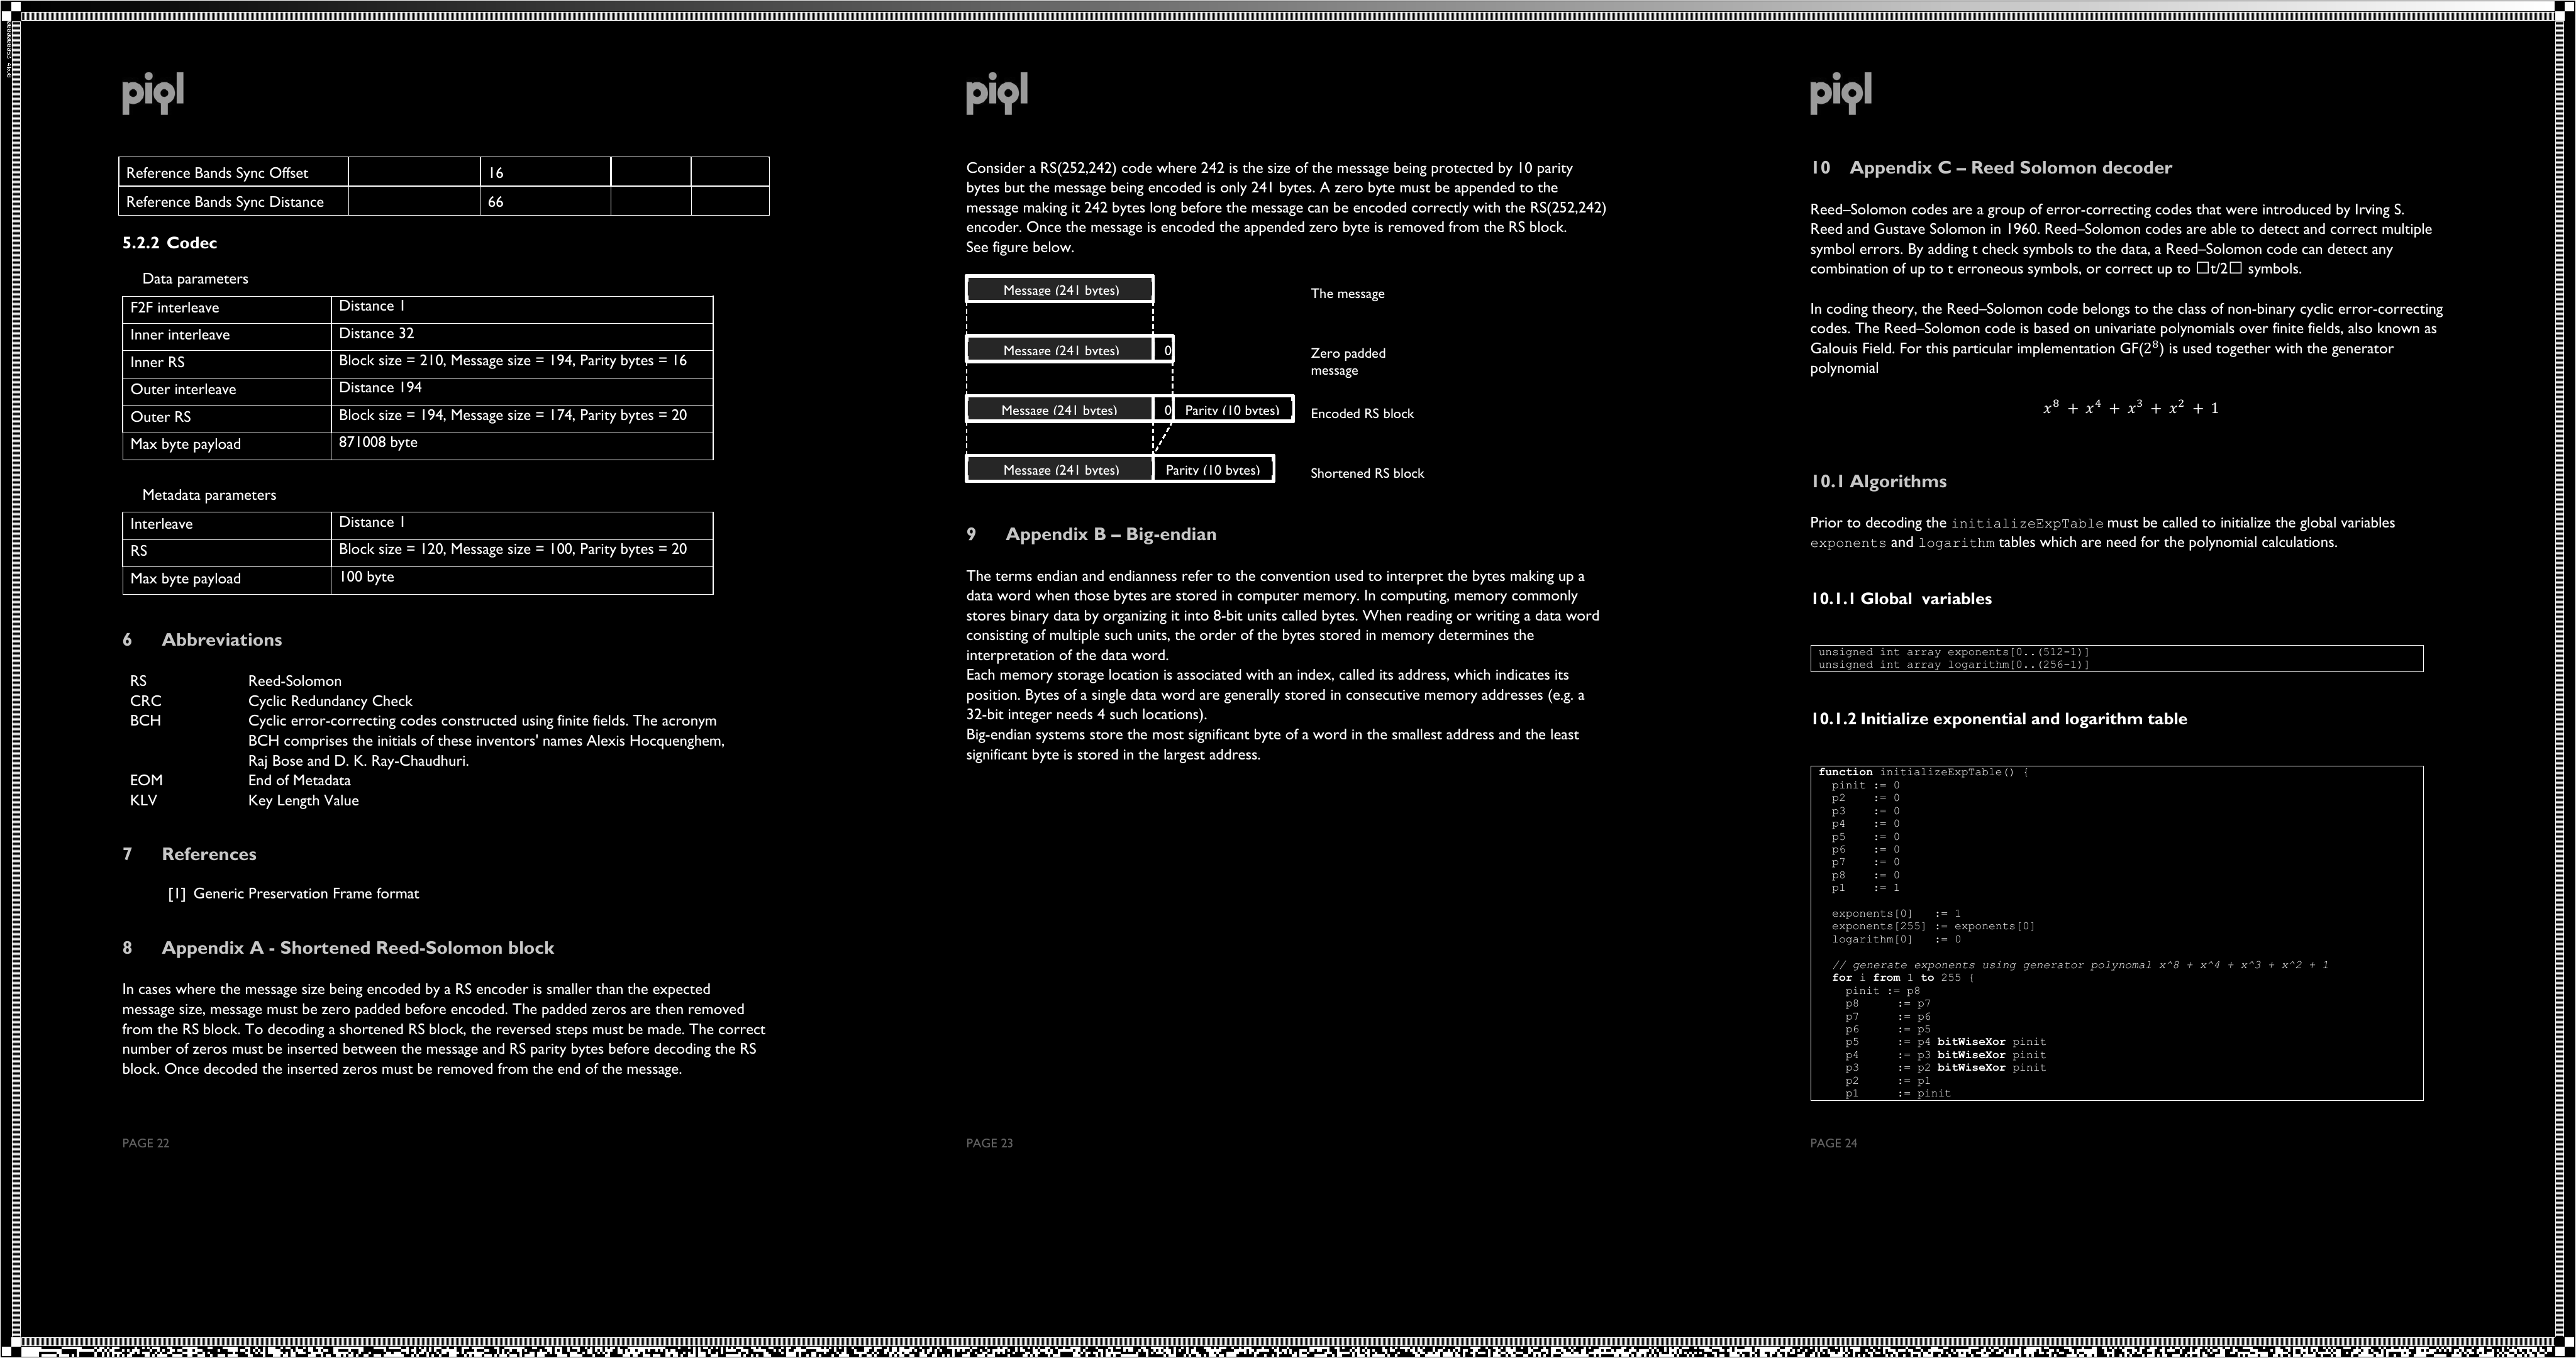 piql
Reference Bands Sync Offset 16
Reference Bands Sync Distance 66
5.2.2 Codec
Data parameters
F2F interleave Distance 1
Inner interleave Distance 32
Inner RS Block size = 210, Message size = 194, Parity bytes = 16
Outer interleave Distance 194
Outer RS Block size = 194, Message size = 174, Parity bytes = 20
Max byte payload 871008 byte
Metadata parameters
Interleave Distance 1
RS Block size = 120, Message size = 100, Parity bytes = 20
Max byte payload 100 byte
6 Abbreviations
RS Reed-Solomon
CRC Cyclic Redundancy Check
BCH Cyclic error-correcting codes constructed using finite fields. The acronym
BCH comprises the initials of these inventors' names Alexis Hocquenghem,
Raj Bose and D. K. Ray-Chaudhuri.
EOM End of Metadata
KLV Key Length Value
7 References
[1] Generic Preservation Frame format
8 Appendix A - Shortened Reed-Solomon block
In cases where the message size being encoded by a RS encoder is smaller than the expected
message size, message must be zero padded before encoded. The padded zeros are then removed
from the RS block. To decoding a shortened RS block, the reversed steps must be made. The correct
number of zeros must be inserted between the message and RS parity bytes before decoding the RS
block. Once decoded the inserted zeros must be removed from the end of the message.
PAGE 22
piql
Consider a RS(252,242) code where 242 is the size of the message being protected by 10 parity
bytes but the message being encoded is only 241 bytes. A zero byte must be appended to the
message making it 242 bytes long before the message can be encoded correctly with the RS(252,242)
encoder. Once the message is encoded the appended zero byte is removed from the RS block.
See figure below.
Message (241 bytes) The message
Message (241 bytes) 0 Zero padded
message
Message (241 bytes) 0 Parity (10 bytes) Encoded RS block
Message (241 bytes) Parity (10 bytes) Shortened RS block
9 Appendix B – Big-endian
The terms endian and endianness refer to the convention used to interpret the bytes making up a
data word when those bytes are stored in computer memory. In computing, memory commonly
stores binary data by organizing it into 8-bit units called bytes. When reading or writing a data word
consisting of multiple such units, the order of the bytes stored in memory determines the
interpretation of the data word.
Each memory storage location is associated with an index, called its address, which indicates its
position. Bytes of a single data word are generally stored in consecutive memory addresses (e.g. a
32-bit integer needs 4 such locations).
Big-endian systems store the most significant byte of a word in the smallest address and the least
significant byte is stored in the largest address.
PAGE 23
piql
10 Appendix C – Reed Solomon decoder
Reed–Solomon codes are a group of error-correcting codes that were introduced by Irving S.
Reed and Gustave Solomon in 1960. Reed–Solomon codes are able to detect and correct multiple
symbol errors. By adding t check symbols to the data, a Reed–Solomon code can detect any
combination of up to t erroneous symbols, or correct up to □t/2□ symbols.
In coding theory, the Reed–Solomon code belongs to the class of non-binary cyclic error-correcting
codes. The Reed–Solomon code is based on univariate polynomials over finite fields, also known as
Galouis Field. For this particular implementation GF(2⁸) is used together with the generator
polynomial
x⁸ + x⁴ + x³ + x² + 1
10.1 Algorithms
Prior to decoding the initializeExpTable must be called to initialize the global variables
exponents and logarithm tables which are need for the polynomial calculations.
10.1.1 Global variables
unsigned int array exponents[0..(512-1)]
unsigned int array logarithm[0..(256-1)]
10.1.2 Initialize exponential and logarithm table
function initializeExpTable() {
pinit := 0
p2 := 0
p3 := 0
p4 := 0
p5 := 0
p6 := 0
p7 := 0
p8 := 0
p1 := 1
exponents[0] := 1
exponents[255] := exponents[0]
logarithm[0] := 0
// generate exponents using generator polynomal x^8 + x^4 + x^3 + x^2 + 1
for i from 1 to 255 {
pinit := p8
p8 := p7
p7 := p6
p6 := p5
p5 := p4 bitWiseXor pinit
p4 := p3 bitWiseXor pinit
p3 := p2 bitWiseXor pinit
p2 := p1
p1 := pinit
PAGE 24